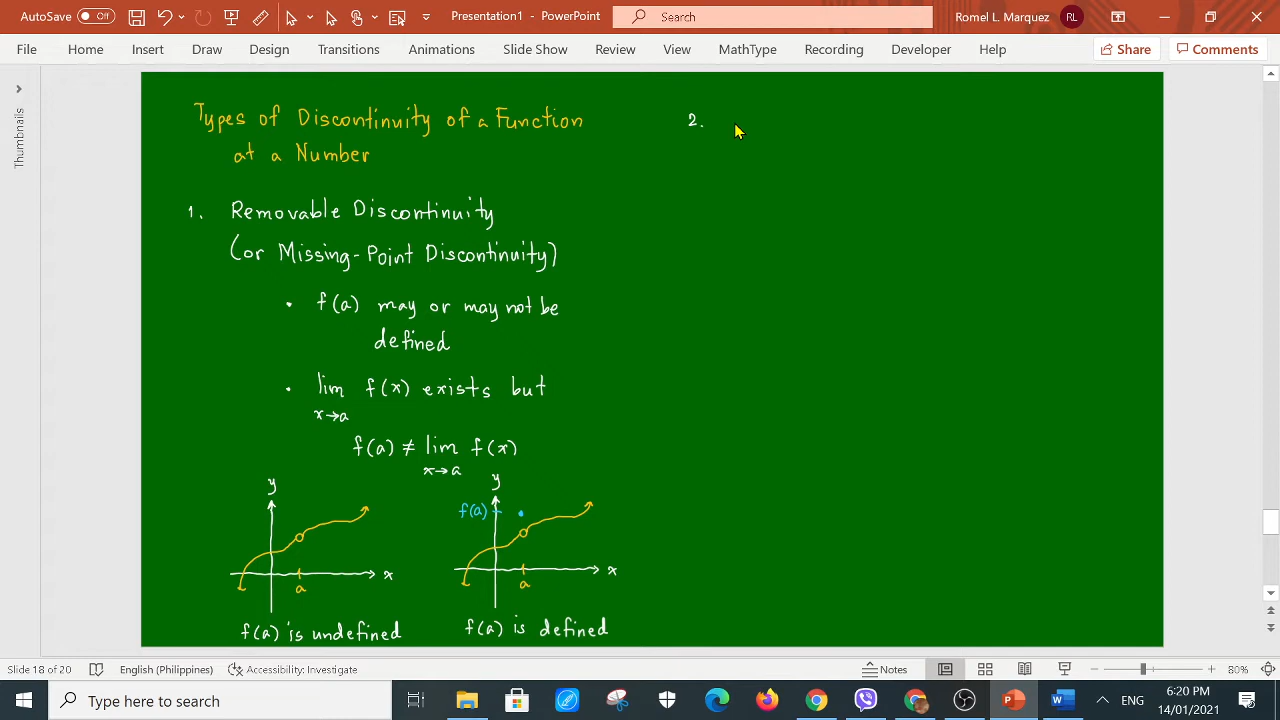 AutoSave Off
Presentation1 - PowerPoint
Search
Romel L. Marquez RL
File Home Insert Draw Design Transitions Animations Slide Show Review View MathType Recording Developer Help Share Comments
Thumbnails
Types of Discontinuity of a Function
at a Number
1. Removable Discontinuity
(or Missing-Point Discontinuity)
• f(a) may or may not be
defined
• lim f(x) exists but
x→a
f(a) ≠ lim f(x)
x→a
y
x
a
f(a) is undefined
y
f(a)
x
a
f(a) is defined
2.
Slide 18 of 20 English (Philippines) Accessibility: Investigate Notes 80%
Type here to search
ENG
6:20 PM
14/01/2021